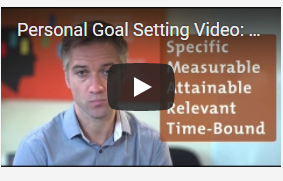 Personal Goal Setting Video: ...
Specific
Measurable
Attainable
Relevant
Time-Bound